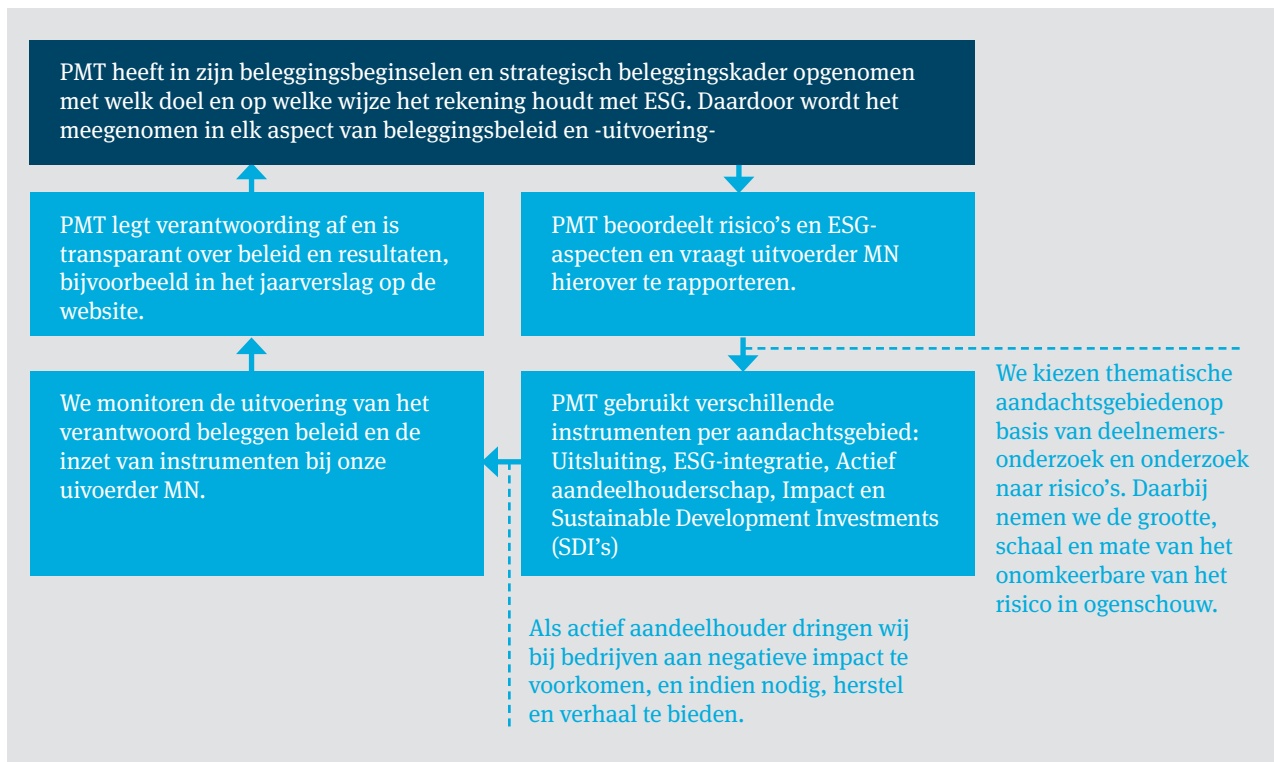 PMT heeft in zijn beleggingsbeginselen en strategisch beleggingskader opgenomen
met welk doel en op welke wijze het rekening houdt met ESG. Daardoor wordt het
meegenomen in elk aspect van beleggingsbeleid en -uitvoering-
PMT legt verantwoording af en is
transparant over beleid en resultaten,
bijvoorbeeld in het jaarverslag op de
website.
PMT beoordeelt risico’s en ESG-
aspecten en vraagt uitvoerder MN
hierover te rapporteren.
We monitoren de uitvoering van het
verantwoord beleggen beleid en de
inzet van instrumenten bij onze
uivoerder MN.
PMT gebruikt verschillende
instrumenten per aandachtsgebied:
Uitsluiting, ESG-integratie, Actief
aandeelhouderschap, Impact en
Sustainable Development Investments
(SDI’s)
We kiezen thematische
aandachtsgebiedenop
basis van deelnemers-
onderzoek en onderzoek
naar risico’s. Daarbij
nemen we de grootte,
schaal en mate van het
onomkeerbare van het
risico in ogenschouw.
Als actief aandeelhouder dringen wij
bij bedrijven aan negatieve impact te
voorkomen, en indien nodig, herstel
en verhaal te bieden.